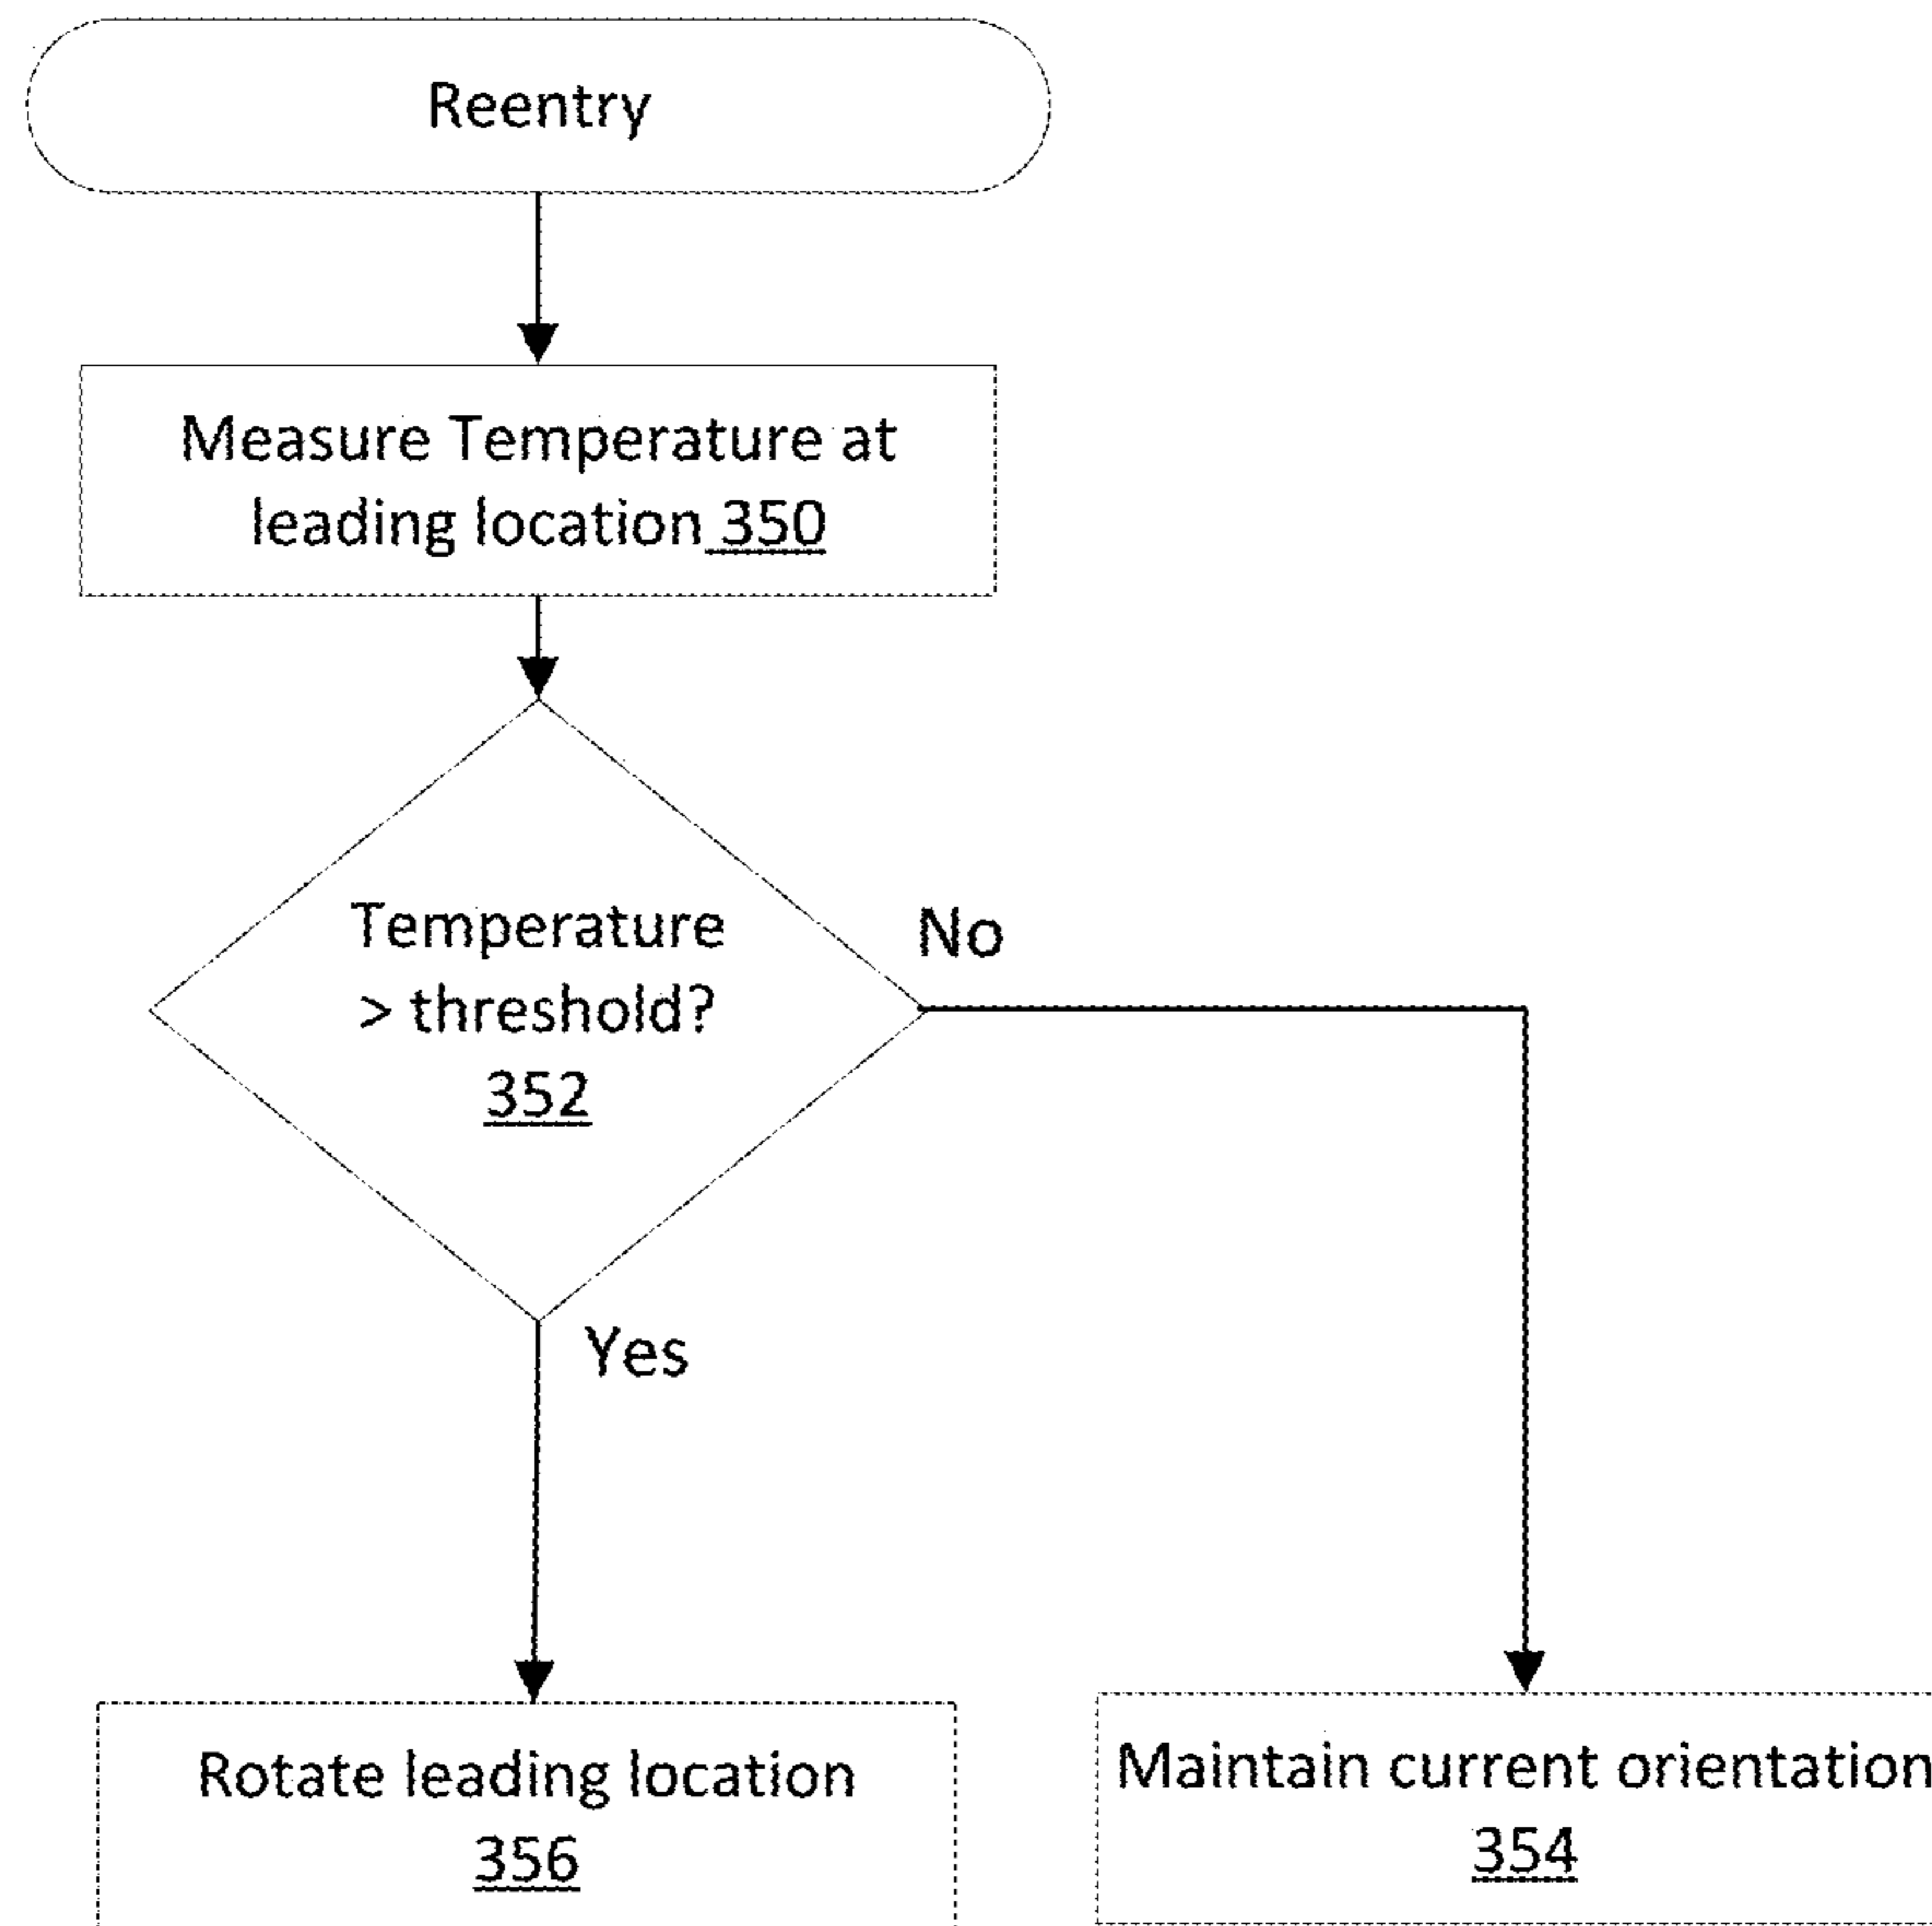 Reentry
Measure Temperature at
leading location 350
Temperature
> threshold?
352
No
Yes
Rotate leading location
356
Maintain current orientation
354